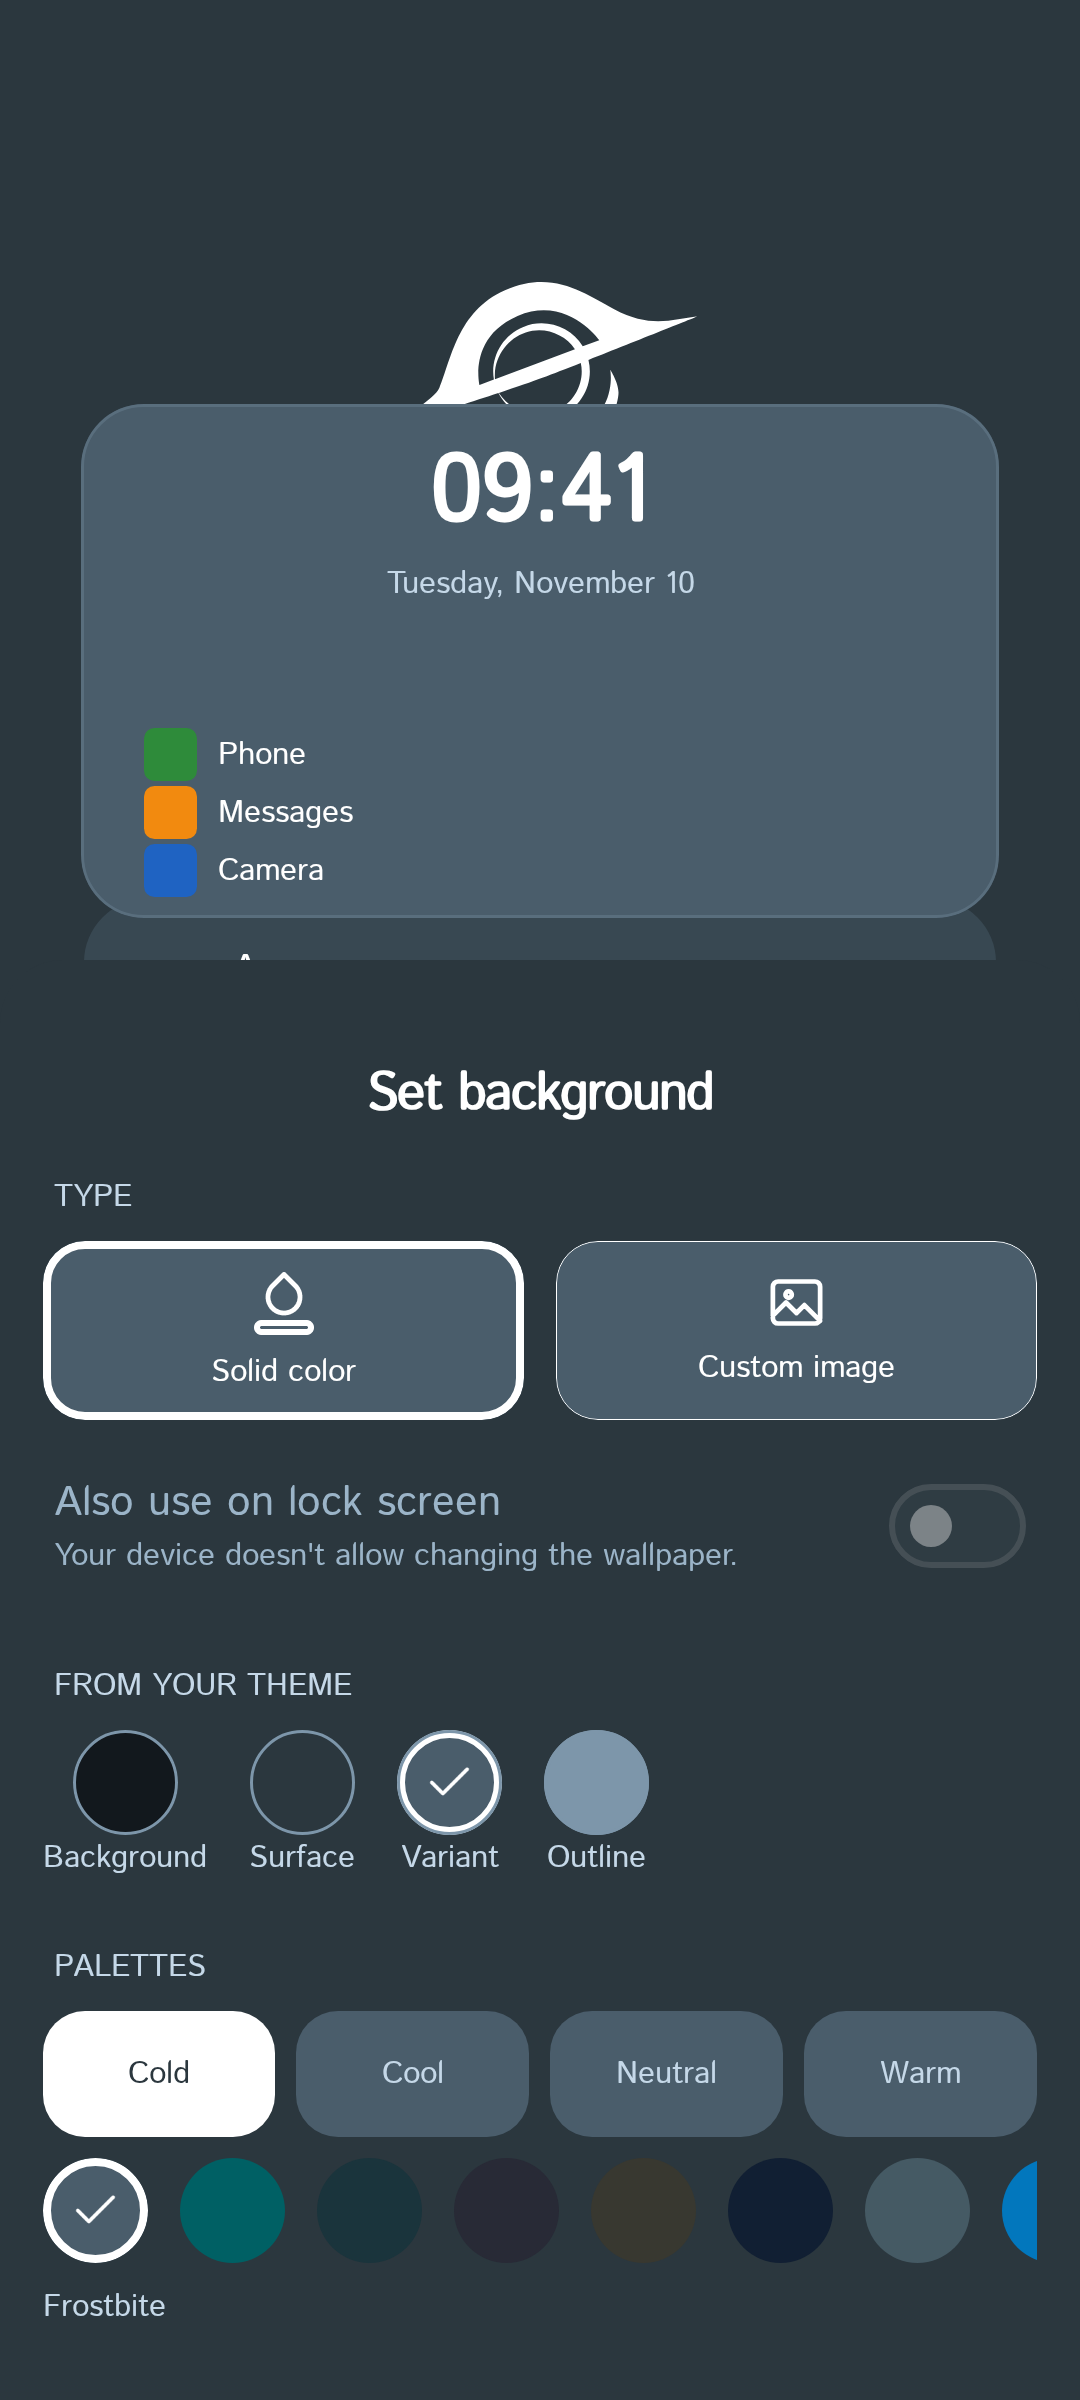 09:41
Tuesday, November 10
Phone
Messages
Camera
Set background
TYPE
Solid color
Custom image
Also use on lock screen
Your device doesn't allow changing the wallpaper.
FROM YOUR THEME
Background
Surface
Variant
Outline
PALETTES
Cold
Cool
Neutral
Warm
Frostbite